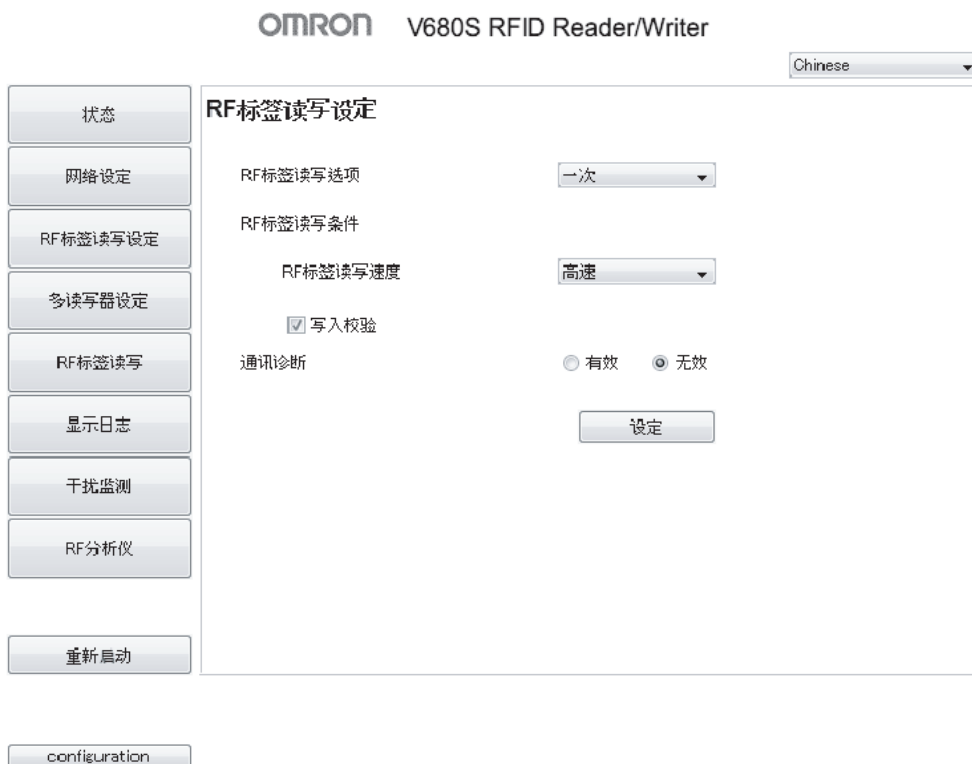 OMRON V680S RFID Reader/Writer
Chinese
状态
网络设定
RF标签读写设定
多读写器设定
RF标签读写
显示日志
干扰监测
RF分析仪
重新启动
configuration
RF标签读写设定
RF标签读写选项 一次
RF标签读写条件
RF标签读写速度 高速
写入校验
通讯诊断 有效 无效
设定